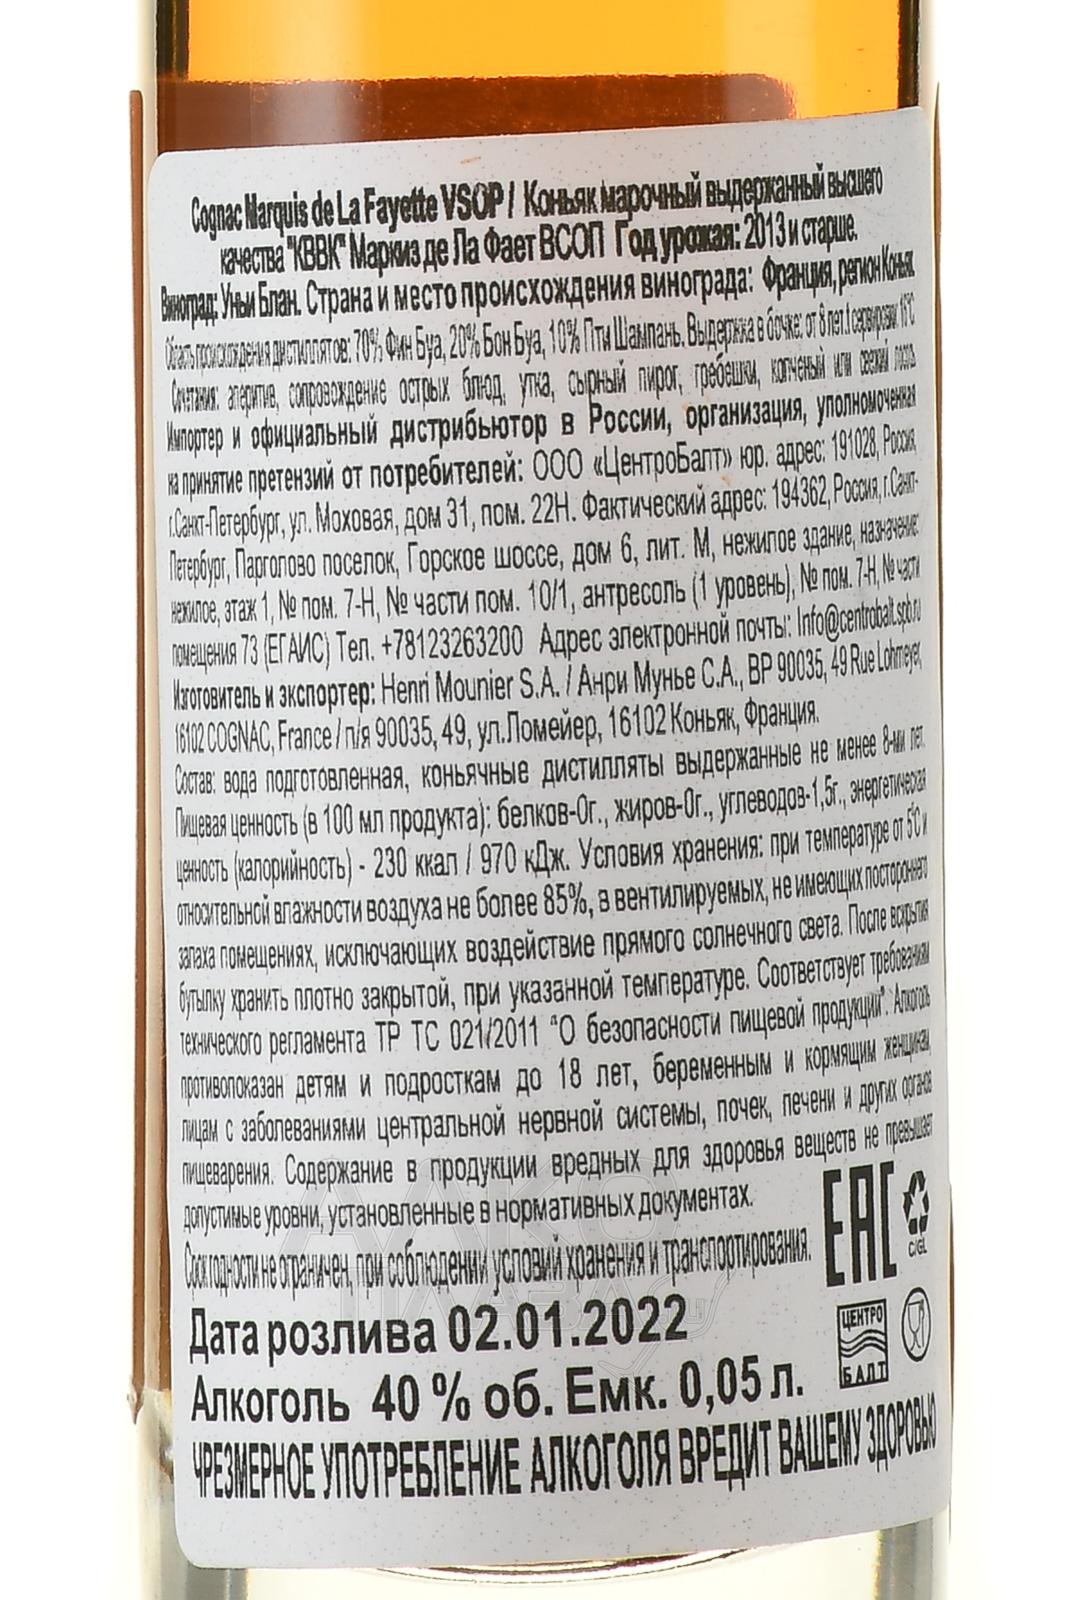 Cognac Marquis de La Fayette VSOP / Коньяк марочный выдержанный высшего
качества "КВВК" Маркиз де Ла Фает ВСОП Год урожая: 2013 и старше.
Виноград: Уньи Блан. Страна и место происхождения винограда: Франция, регион Коньяк.
Область происхождения дистиллятов: 70% Фин Буа, 20% Бон Буа, 10% Пти Шампань. Выдержка в бочке: от 8 лет. t сервировки
Сочетания: аперитив, сопровождение острых блюд, утка, сырный пирог, гребешки, копченый или свежий лосось
Импортер и официальный дистрибьютор в России, организация, уполномоченная
на принятие претензий от потребителей: ООО «ЦентроБалт» юр. адрес: 191028, Россия,
г.Санкт-Петербург, ул. Моховая, дом 31, пом. 22Н. Фактический адрес: 194362, Россия, г.Санкт-
Петербург, Парголово поселок, Горское шоссе, дом 6, лит. М, нежилое здание, назначение:
нежилое, этаж 1, № пом. 7-Н, № части пом. 10/1, антресоль (1 уровень), № пом. 7-Н, № части
помещения 73 (ЕГАИС) Тел. +78123263200 Адрес электронной почты: Info@centrobalt.spb.ru
Изготовитель и экспортер: Henri Mounier S.A. / Анри Мунье С.А., BP 90035, 49 Rue Lohmeyer,
16102 COGNAC, France / п/я 90035, 49, ул.Ломейер, 16102 Коньяк, Франция.
Состав: вода подготовленная, коньячные дистилляты выдержанные не менее 8-ми лет.
Пищевая ценность (в 100 мл продукта): белков-0г., жиров-0г., углеводов-1,5г., энергетическая
ценность (калорийность) - 230 ккал / 970 кДж. Условия хранения: при температуре от 5°С и
относительной влажности воздуха не более 85%, в вентилируемых, не имеющих постороннего
запаха помещениях, исключающих воздействие прямого солнечного света. После вскрытия
бутылку хранить плотно закрытой, при указанной температуре. Соответствует требованиям
технического регламента ТР ТС 021/2011 "О безопасности пищевой продукции". Алкоголь
противопоказан детям и подросткам до 18 лет, беременным и кормящим женщинам,
лицам с заболеваниями центральной нервной системы, почек, печени и других органов
пищеварения. Содержание в продукции вредных для здоровья веществ не превышает
допустимые уровни, установленные в нормативных документах.
Срок годности не ограничен, при соблюдении условий хранения и транспортирования.
ЕАС
C/GL
Дата розлива 02.01.2022
ЦЕНТРО
БАЛТ
Алкоголь 40 % об. Емк. 0,05 л.
ЧРЕЗМЕРНОЕ УПОТРЕБЛЕНИЕ АЛКОГОЛЯ ВРЕДИТ ВАШЕМУ ЗДОРОВЬЮ